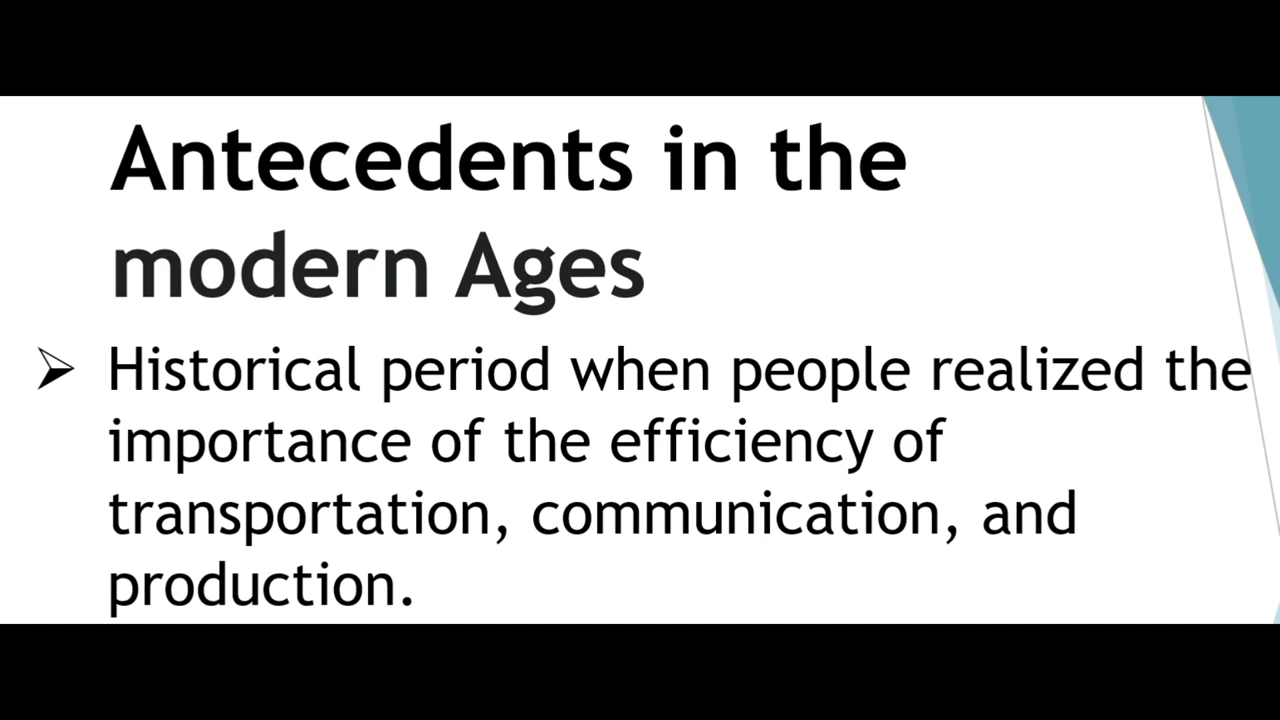 Antecedents in the
modern Ages
➢ Historical period when people realized the
importance of the efficiency of
transportation, communication, and
production.